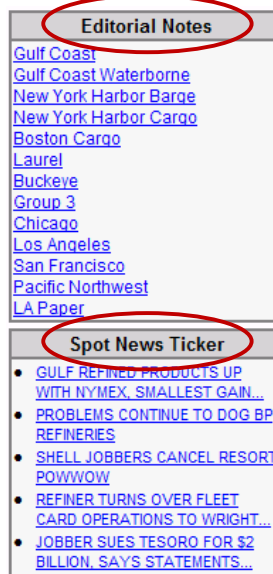 Editorial Notes
Gulf Coast
Gulf Coast Waterborne
New York Harbor Barge
New York Harbor Cargo
Boston Cargo
Laurel
Buckeye
Group 3
Chicago
Los Angeles
San Francisco
Pacific Northwest
LA Paper
Spot News Ticker
• GULF REFINED PRODUCTS UP
WITH NYMEX, SMALLEST GAIN...
• PROBLEMS CONTINUE TO DOG BP
REFINERIES
• SHELL JOBBERS CANCEL RESORT
POWWOW
• REFINER TURNS OVER FLEET
CARD OPERATIONS TO WRIGHT...
• JOBBER SUES TESORO FOR $2
BILLION, SAYS STATEMENTS...